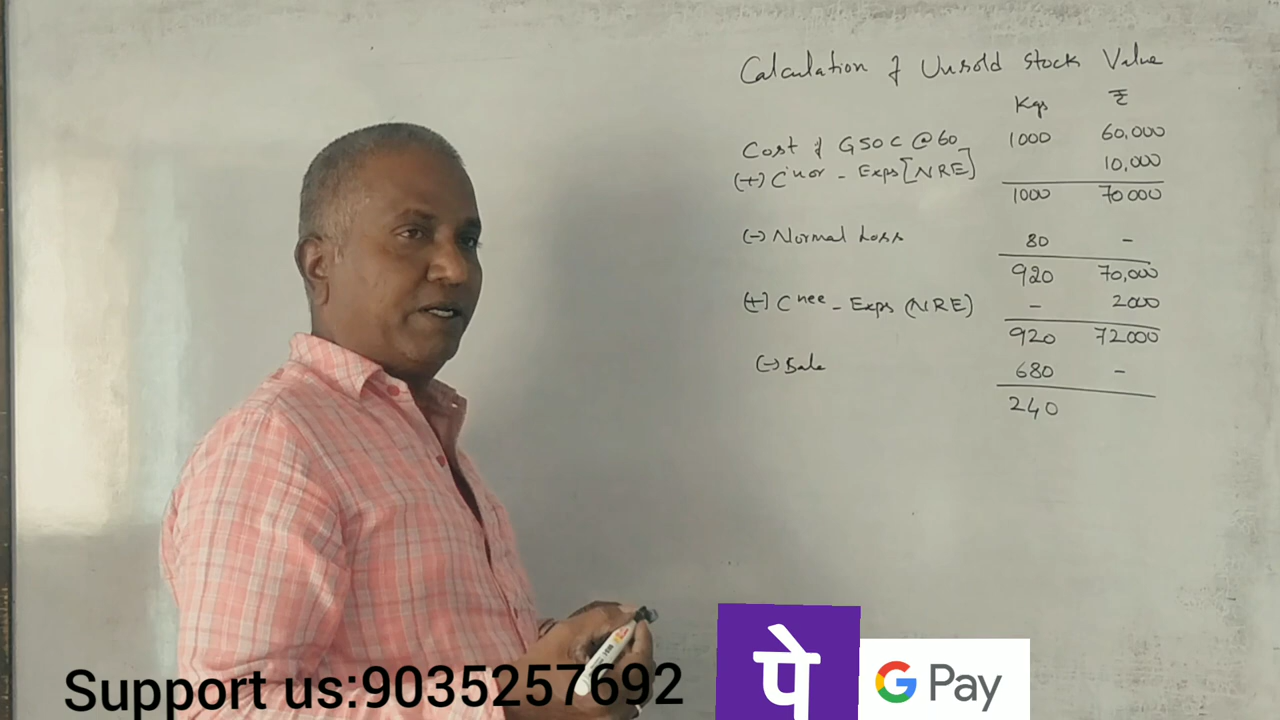 Calculation of Unsold Stock Value
Kgs ₹
Cost of GSOC @ 60 1000 60,000
(+) C'nor - Exps [NRE] 10,000
1000 70000
(-) Normal Loss 80 -
920 70,000
(+) C'nee - Exps (NRE) - 2000
920 72000
(-) Sale 680 -
240
Support us:9035257692
पे
G Pay